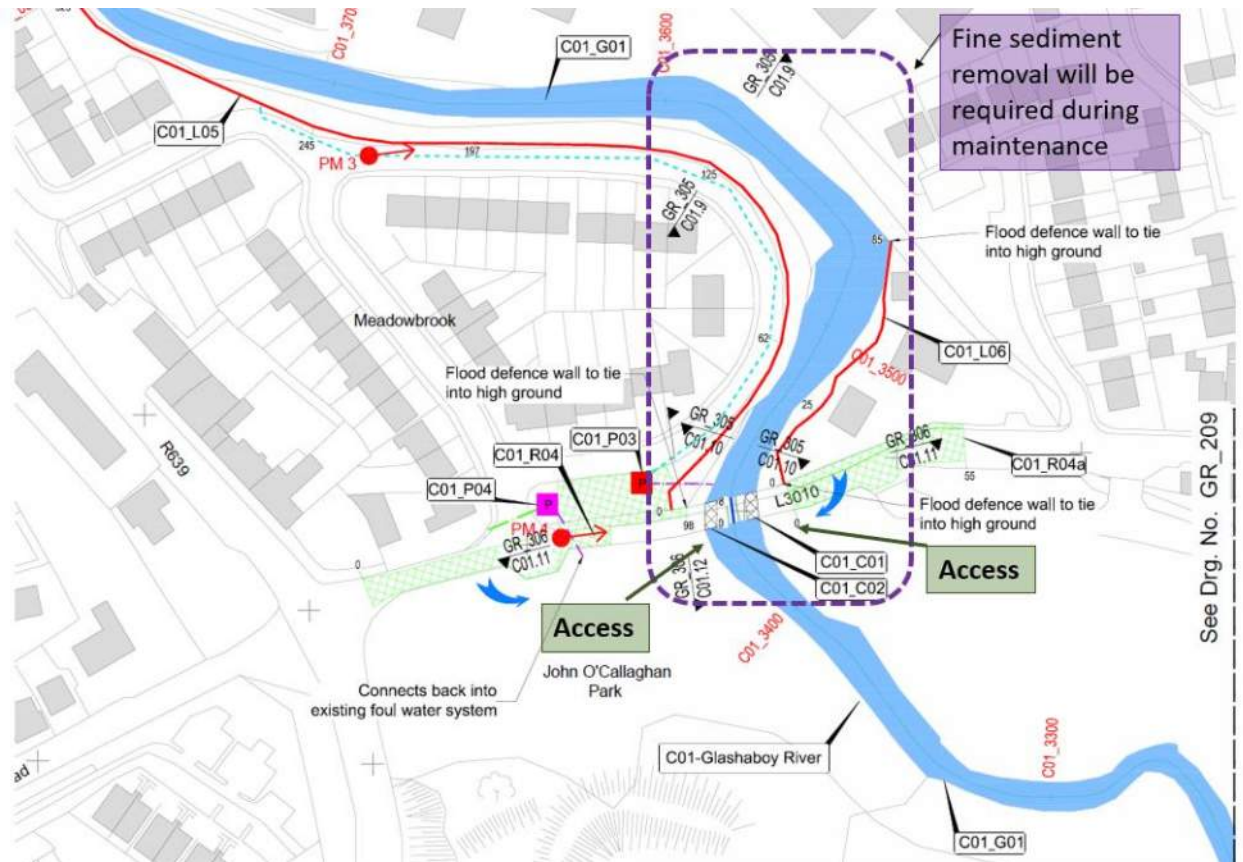 C01_370
C01_G01
C01_3600
GR_305
C01.9
Fine sediment
removal will be
required during
maintenance
C01_L05
245
PM 3
197
125
GR_305
C01.9
85
Flood defence wall to tie
into high ground
Meadowbrook
62
C01_L06
C01_3500
Flood defence wall to tie
into high ground
25
R639
C01_P03
GR_305
C01.10
GR_305
C01.10
GR_306
C01.11
C01_R04
C01_R04a
P
C01_P04
P
0
0
L3010
55
Flood defence wall to tie
into high ground
PM 4
98
0
GR_306
C01.11
0
C01_C01
C01_C02
GR_306
C01.12
Access
Access
See Drg. No. GR_209
John O'Callaghan
Park
C01_3400
Connects back into
existing foul water system
C01-Glashaboy River
C01_3300
ad
C01_G01